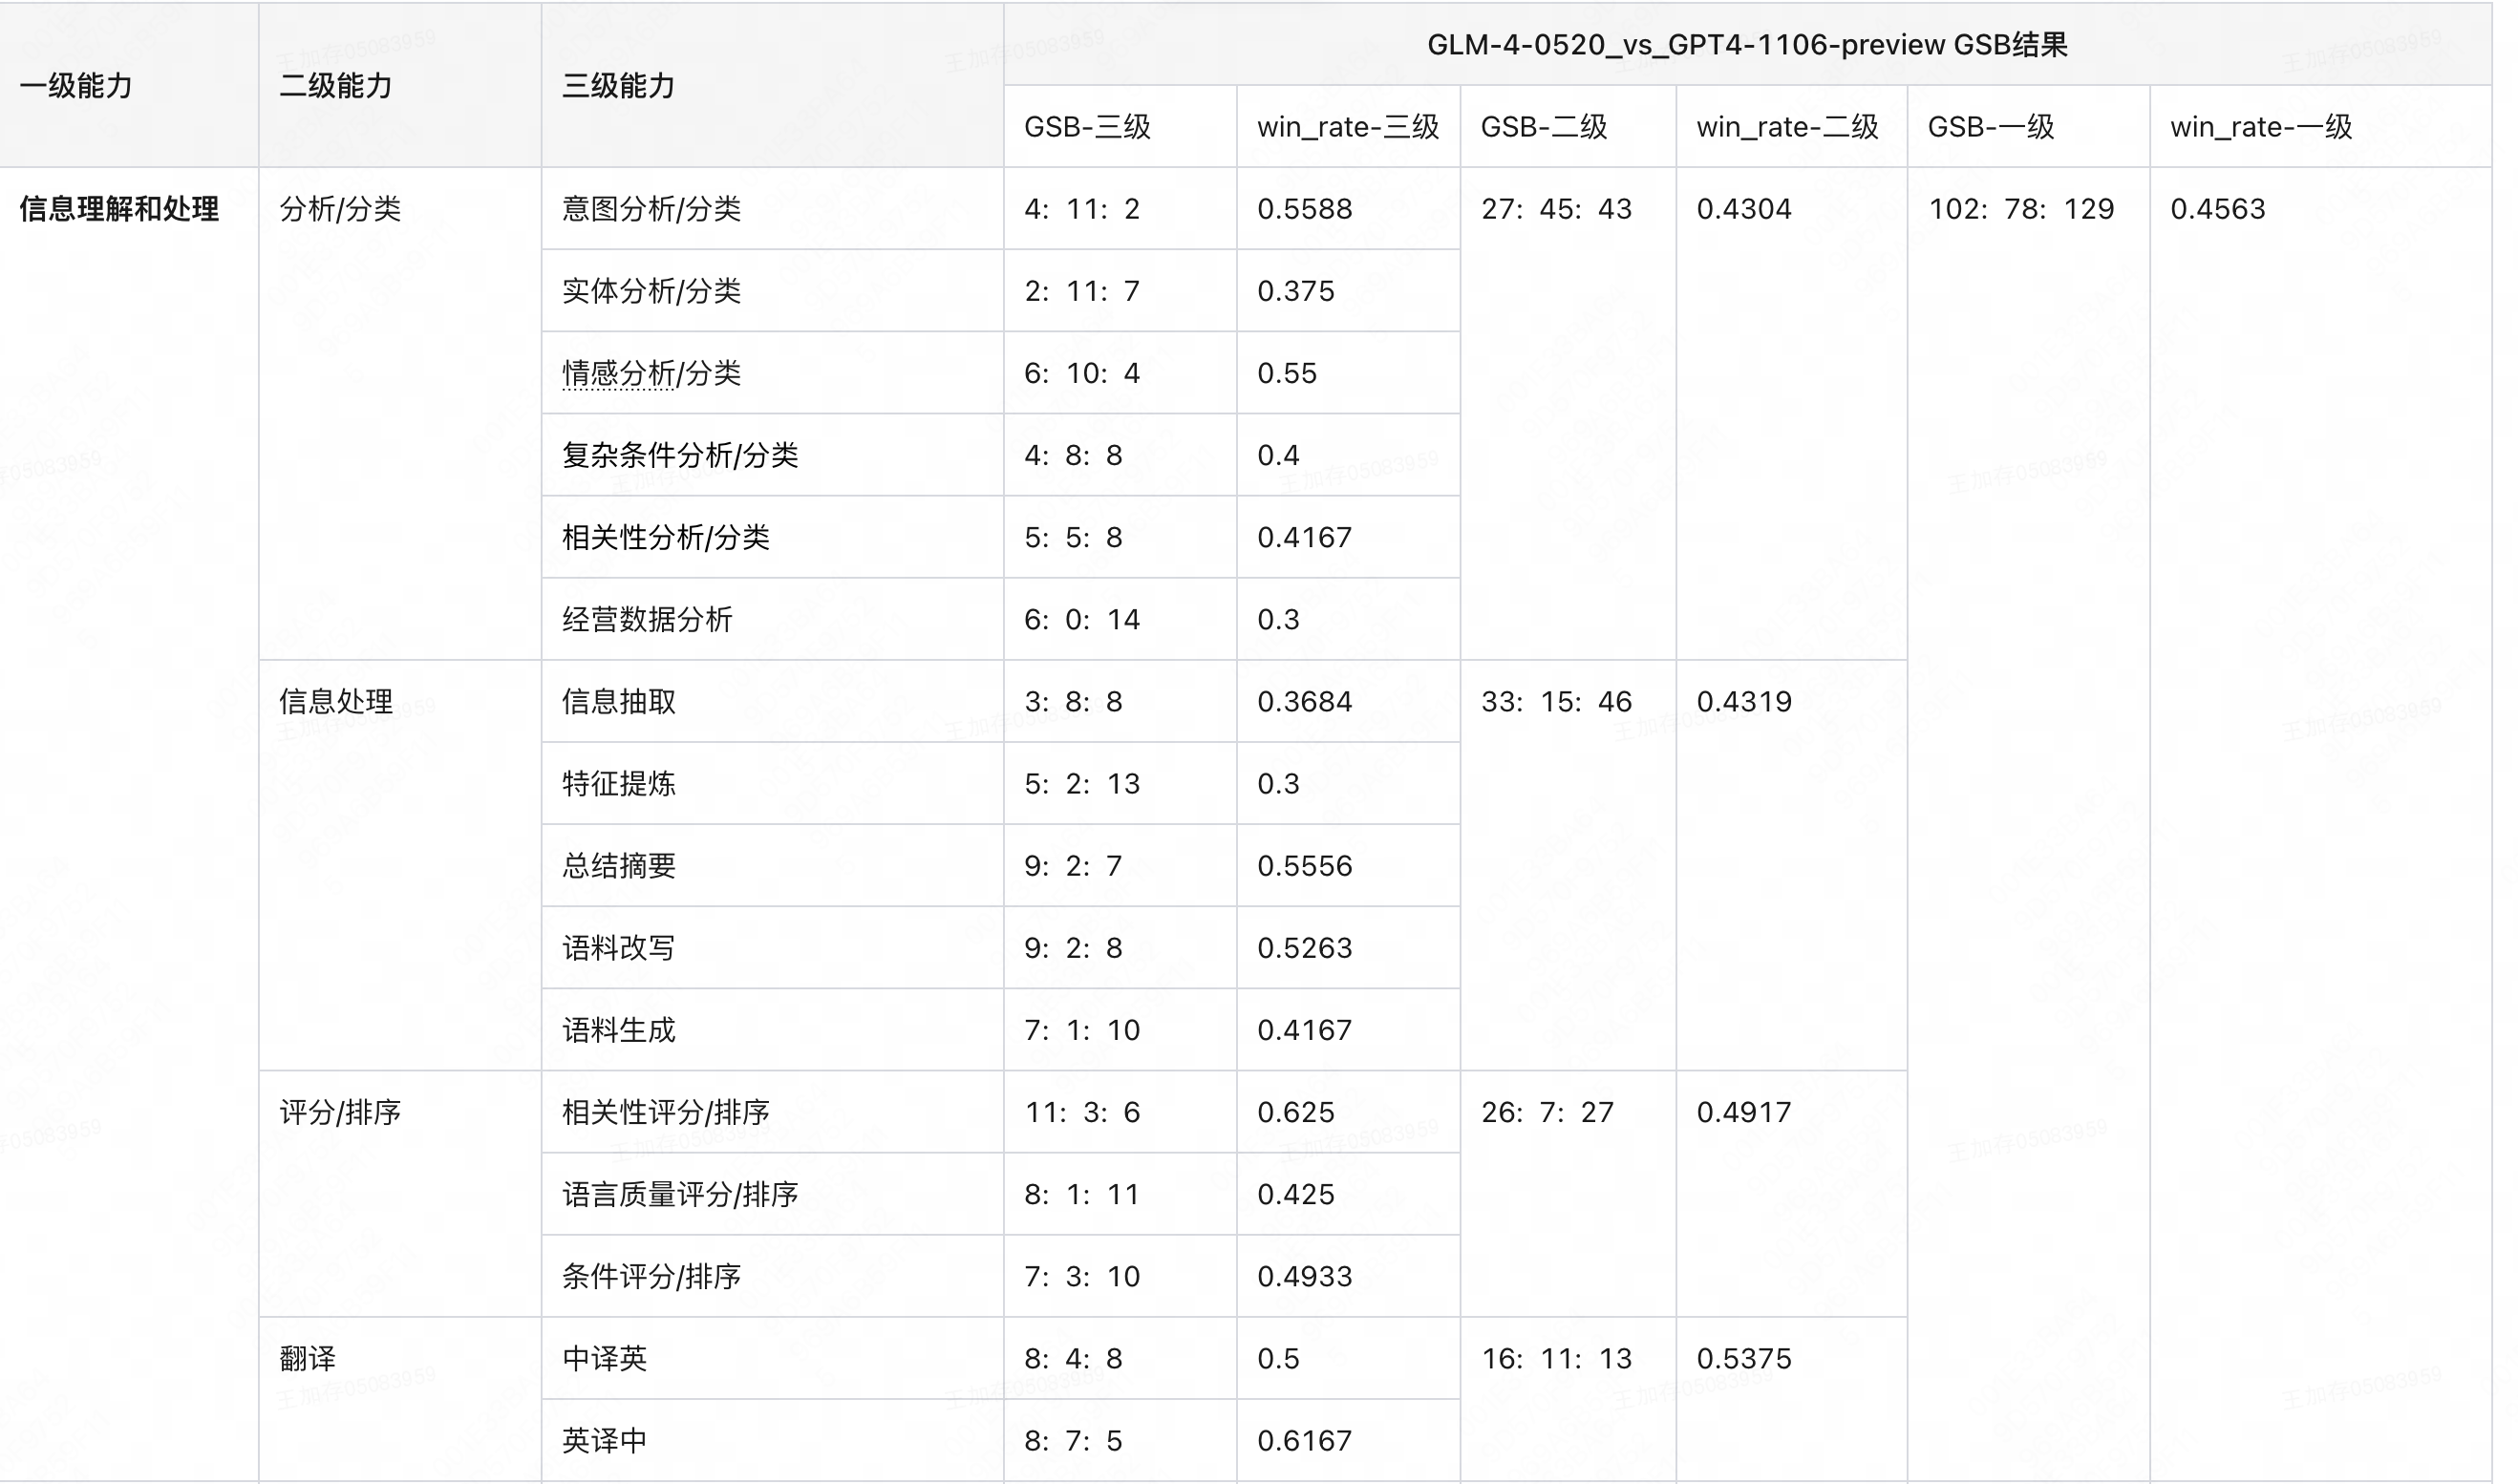 一级能力 二级能力 三级能力 GLM-4-0520_vs_GPT4-1106-preview GSB结果
GSB-三级 win_rate-三级 GSB-二级 win_rate-二级 GSB-一级 win_rate-一级
信息理解和处理 分析/分类 意图分析/分类 4: 11: 2 0.5588 27: 45: 43 0.4304 102: 78: 129 0.4563
实体分析/分类 2: 11: 7 0.375
情感分析/分类 6: 10: 4 0.55
复杂条件分析/分类 4: 8: 8 0.4
相关性分析/分类 5: 5: 8 0.4167
经营数据分析 6: 0: 14 0.3
信息处理 信息抽取 3: 8: 8 0.3684 33: 15: 46 0.4319
特征提炼 5: 2: 13 0.3
总结摘要 9: 2: 7 0.5556
语料改写 9: 2: 8 0.5263
语料生成 7: 1: 10 0.4167
评分/排序 相关性评分/排序 11: 3: 6 0.625 26: 7: 27 0.4917
语言质量评分/排序 8: 1: 11 0.425
条件评分/排序 7: 3: 10 0.4933
翻译 中译英 8: 4: 8 0.5 16: 11: 13 0.5375
英译中 8: 7: 5 0.6167
王加存05083959